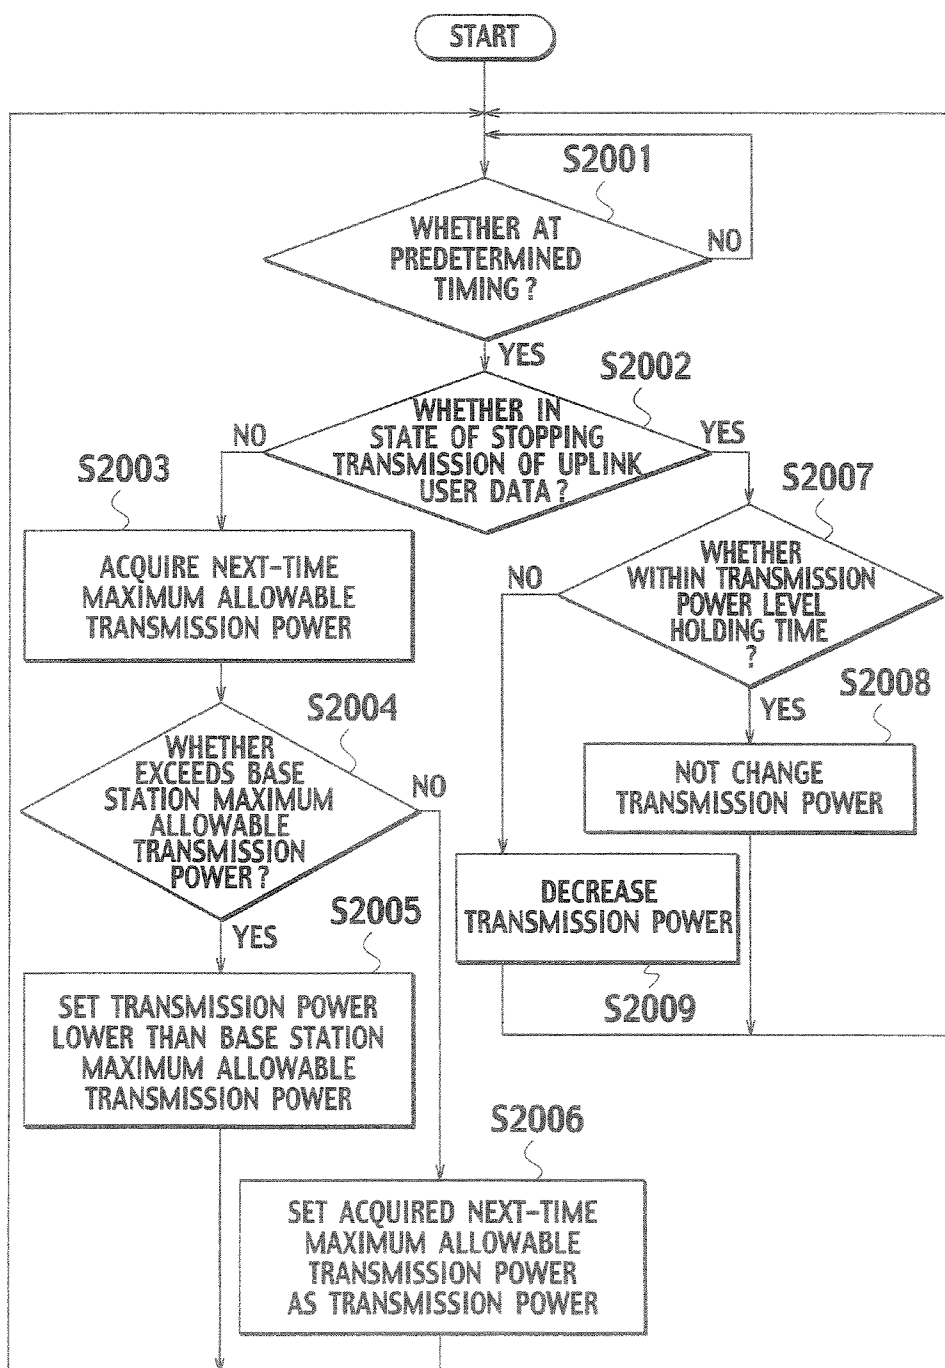 START
S2001
WHETHER AT
PREDETERMINED
TIMING?
NO
YES
S2002
WHETHER IN
STATE OF STOPPING
TRANSMISSION OF UPLINK
USER DATA?
NO
YES
S2003
ACQUIRE NEXT-TIME
MAXIMUM ALLOWABLE
TRANSMISSION POWER
S2007
WHETHER
WITHIN TRANSMISSION
POWER LEVEL
HOLDING TIME
?
NO
YES
S2004
WHETHER
EXCEEDS BASE
STATION MAXIMUM
ALLOWABLE
TRANSMISSION
POWER?
NO
YES
S2008
NOT CHANGE
TRANSMISSION POWER
DECREASE
TRANSMISSION POWER
S2009
S2005
SET TRANSMISSION POWER
LOWER THAN BASE STATION
MAXIMUM ALLOWABLE
TRANSMISSION POWER
S2006
SET ACQUIRED NEXT-TIME
MAXIMUM ALLOWABLE
TRANSMISSION POWER
AS TRANSMISSION POWER